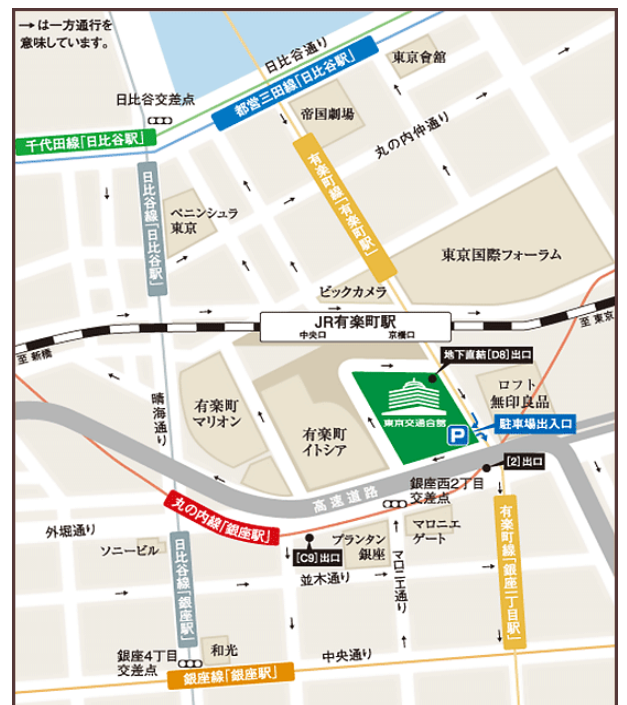 →は一方通行を
意味しています。
日比谷通り
都営三田線「日比谷駅」
東京會舘
日比谷交差点
帝国劇場
千代田線「日比谷駅」
丸の内仲通り
有楽町線「有楽町駅」
日比谷線「日比谷駅」
ペニンシュラ
東京
東京国際フォーラム
ビックカメラ
JR有楽町駅
中央口
京橋口
至 新橋
至 東京
地下直結[D8]出口
ロフト
無印良品
晴海通り
有楽町
マリオン
有楽町
イトシア
東京交通会館
P
駐車場出入口
[2]出口
高速道路
銀座西2丁目
交差点
丸の内線「銀座駅」
外堀通り
ソニービル
[C9]出口
プランタン
銀座
マロニエ
ゲート
並木通り
マロニエ通り
有楽町線「銀座一丁目駅」
日比谷線「銀座駅」
銀座4丁目
交差点
和光
中央通り
銀座線「銀座駅」